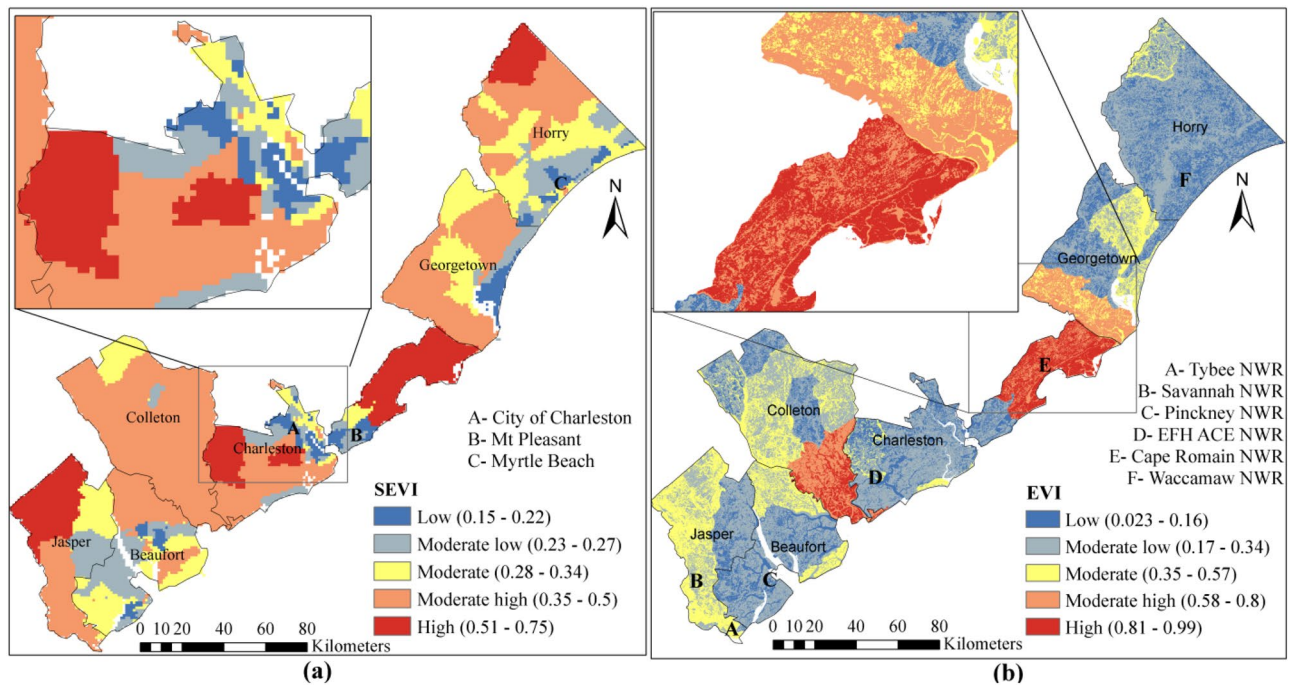 (a)
Horry
C
N
Georgetown
Colleton
A
Charleston
B
Jasper
Beaufort
A- City of Charleston
B- Mt Pleasant
C- Myrtle Beach
SEVI
Low (0.15 - 0.22)
Moderate low (0.23 - 0.27)
Moderate (0.28 - 0.34)
Moderate high (0.35 - 0.5)
High (0.51 - 0.75)
0 10 20 40 60 80
Kilometers
(b)
Horry
F
N
Georgetown
E
Colleton
Charleston
D
Jasper
Beaufort
B
C
A
A- Tybee NWR
B- Savannah NWR
C- Pinckney NWR
D- EFH ACE NWR
E- Cape Romain NWR
F- Waccamaw NWR
EVI
Low (0.023 - 0.16)
Moderate low (0.17 - 0.34)
Moderate (0.35 - 0.57)
Moderate high (0.58 - 0.8)
High (0.81 - 0.99)
0 10 20 40 60 80
Kilometers